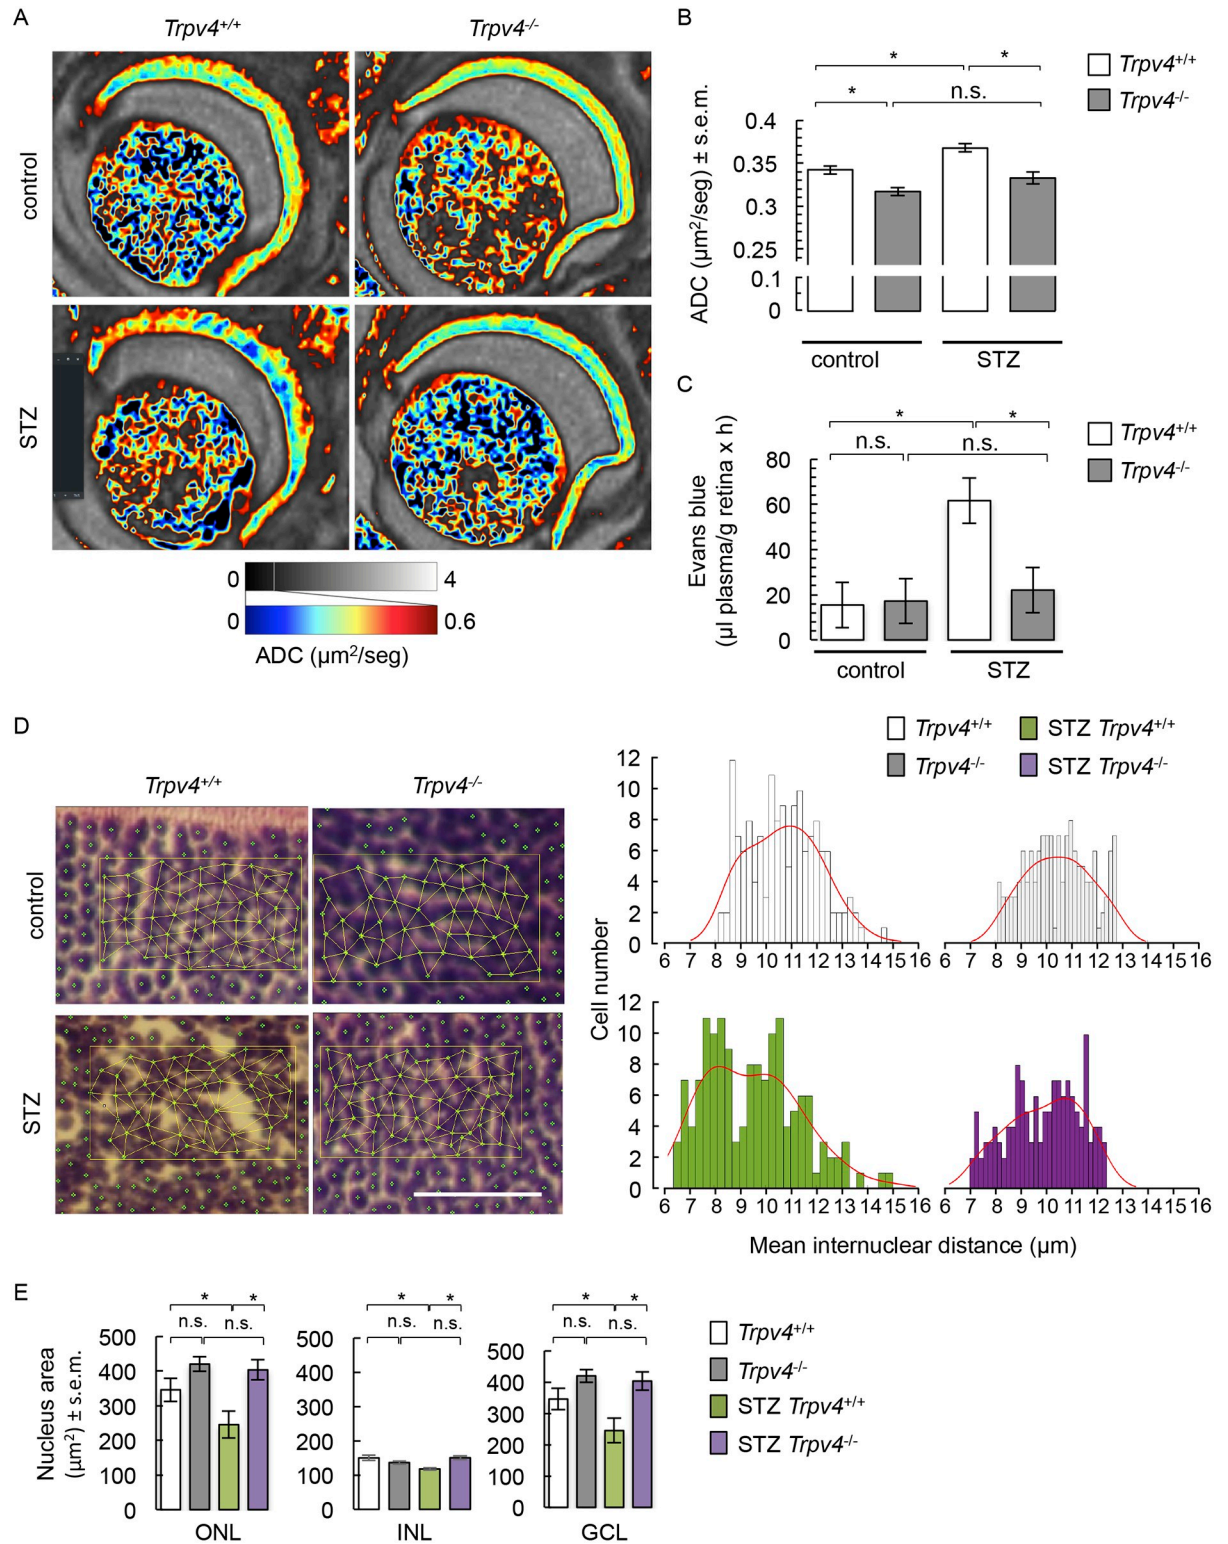 A
Trpv4+/+
Trpv4-/-
control
STZ
0
4
0
0.6
ADC (µm²/seg)
B
*
*
*
n.s.
Trpv4+/+
Trpv4-/-
ADC (µm²/seg) ± s.e.m.
0.4
0.35
0.3
0.25
0.1
0
control
STZ
C
*
*
n.s.
n.s.
Trpv4+/+
Trpv4-/-
Evans blue
(µl plasma/g retina x h)
80
60
40
20
0
control
STZ
D
Trpv4+/+
Trpv4-/-
control
STZ
Trpv4+/+
STZ Trpv4+/+
Trpv4-/-
STZ Trpv4-/-
Cell number
12
10
8
6
4
2
0
6 7 8 9 10 11 12 13 14 15 16
6 7 8 9 10 11 12 13 14 15 16
12
10
8
6
4
2
0
6 7 8 9 10 11 12 13 14 15 16
6 7 8 9 10 11 12 13 14 15 16
Mean internuclear distance (µm)
E
Nucleus area
(µm²) ± s.e.m.
*
*
n.s.
n.s.
500
400
300
200
100
0
ONL
*
*
n.s.
n.s.
500
400
300
200
100
0
INL
*
*
n.s.
n.s.
500
400
300
200
100
0
GCL
Trpv4+/+
Trpv4-/-
STZ Trpv4+/+
STZ Trpv4-/-